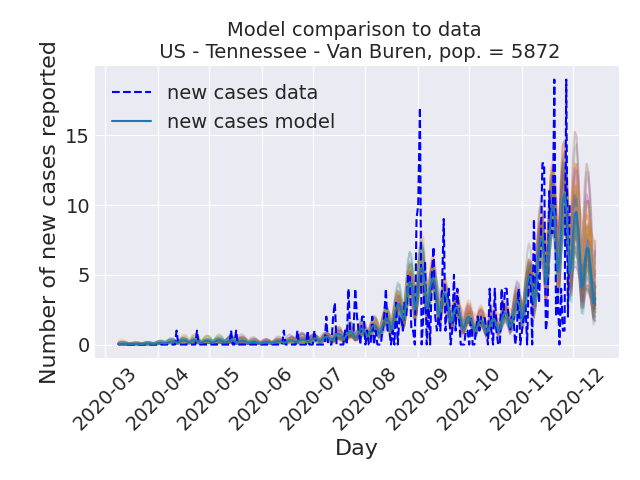 Model comparison to data
US - Tennessee - Van Buren, pop. = 5872
new cases data
new cases model
Number of new cases reported
15
10
5
0
2020-03
2020-04
2020-05
2020-06
2020-07
2020-08
2020-09
2020-10
2020-11
2020-12
Day